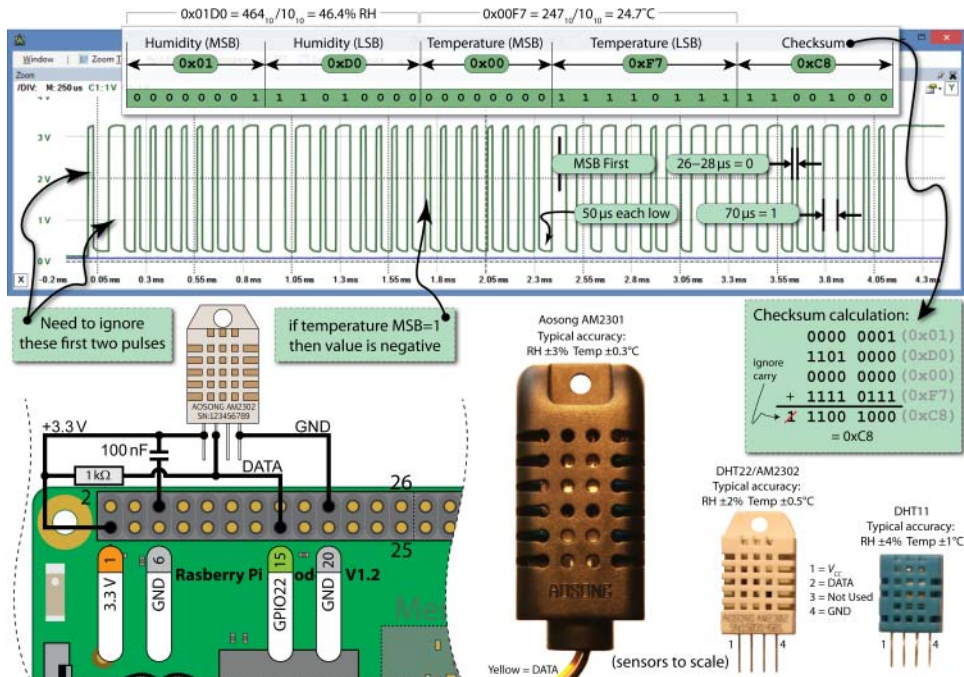 0x01D0 = 464₁₀/10₁₀ = 46.4% RH
0x00F7 = 247₁₀/10₁₀ = 24.7°C
Humidity (MSB)
Humidity (LSB)
Temperature (MSB)
Temperature (LSB)
Checksum
0x01
0xD0
0x00
0xF7
0xC8
0 0 0 0 0 0 0 1 1 1 0 1 0 0 0 0 0 0 0 0 0 0 0 0 1 1 1 1 0 1 1 1 1 1 0 0 1 0 0 0
Window
Zoom
Zoom
/DIV: M: 250 us C1: 1 V
Y
3 V
2 V
1 V
0 V
MSB First
26–28 μs = 0
50 μs each low
70 μs = 1
X
-0.2 ms
0.05 ms
0.3 ms
0.55 ms
0.8 ms
1.05 ms
1.3 ms
1.55 ms
1.8 ms
2.05 ms
2.3 ms
2.55 ms
2.8 ms
3.05 ms
3.3 ms
3.55 ms
3.8 ms
4.05 ms
4.3 ms
Need to ignore
these first two pulses
if temperature MSB=1
then value is negative
Checksum calculation:
0000 0001 (0x01)
1101 0000 (0xD0)
0000 0000 (0x00)
+ 1111 0111 (0xF7)
1 1100 1000 (0xC8)
= 0xC8
ignore
carry
AOSONG AM2302
SN:123456789
+3.3 V
100 nF
GND
1 kΩ
DATA
2
26
25
1
3.3 V
6
GND
15
GPIO22
20
GND
Rasberry Pi
od
V1.2
Me
Aosong AM2301
Typical accuracy:
RH ±3% Temp ±0.3°C
AOSONG
Yellow = DATA
(sensors to scale)
DHT22/AM2302
Typical accuracy:
RH ±2% Temp ±0.5°C
AOSONG AM2302
1
4
1 = Vcc
2 = DATA
3 = Not Used
4 = GND
DHT11
Typical accuracy:
RH ±4% Temp ±1°C
1
4